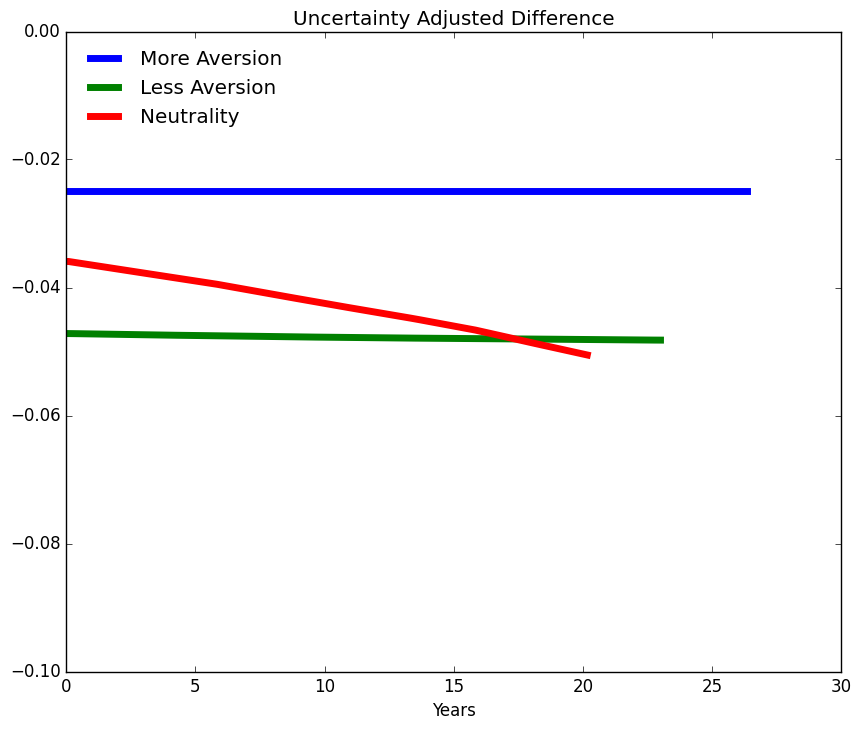 Uncertainty Adjusted Difference
0.00
More Aversion
Less Aversion
Neutrality
−0.02
−0.04
−0.06
−0.08
−0.10
0 5 10 15 20 25 30
Years